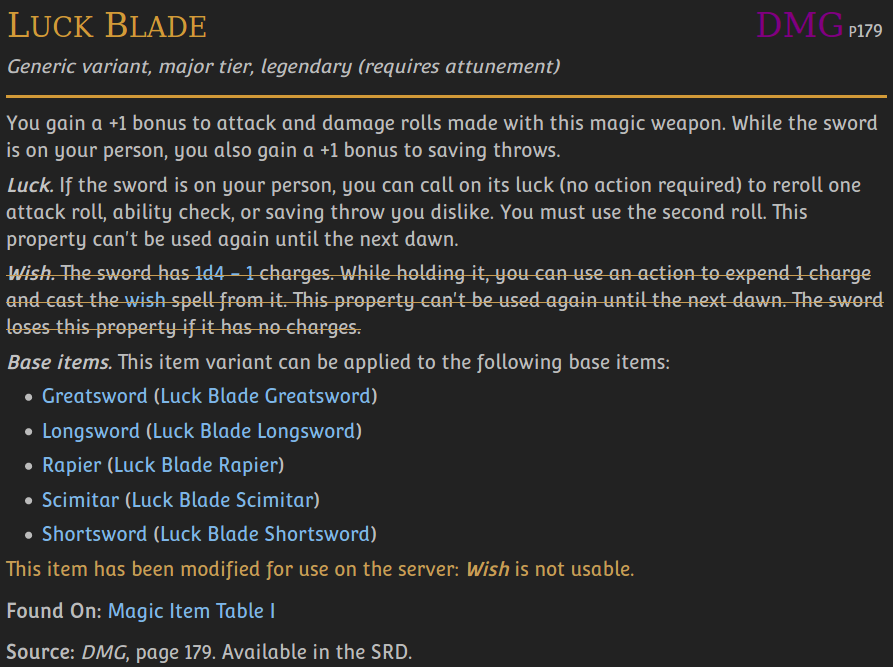 LUCK BLADE DMG P179
Generic variant, major tier, legendary (requires attunement)
You gain a +1 bonus to attack and damage rolls made with this magic weapon. While the sword
is on your person, you also gain a +1 bonus to saving throws.
Luck. If the sword is on your person, you can call on its luck (no action required) to reroll one
attack roll, ability check, or saving throw you dislike. You must use the second roll. This
property can't be used again until the next dawn.
Wish. The sword has 1d4 − 1 charges. While holding it, you can use an action to expend 1 charge
and cast the wish spell from it. This property can't be used again until the next dawn. The sword
loses this property if it has no charges.
Base items. This item variant can be applied to the following base items:
• Greatsword (Luck Blade Greatsword)
• Longsword (Luck Blade Longsword)
• Rapier (Luck Blade Rapier)
• Scimitar (Luck Blade Scimitar)
• Shortsword (Luck Blade Shortsword)
This item has been modified for use on the server: Wish is not usable.
Found On: Magic Item Table I
Source: DMG, page 179. Available in the SRD.